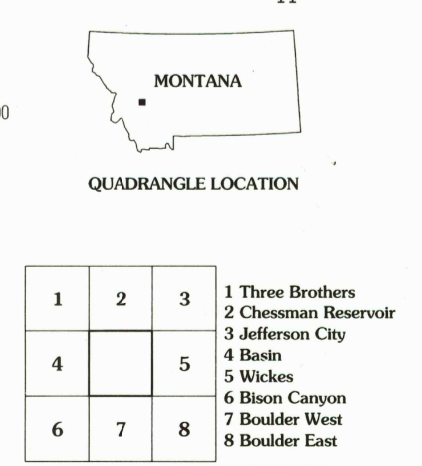 MONTANA
QUADRANGLE LOCATION
1 2 3
4 5
6 7 8
1 Three Brothers
2 Chessman Reservoir
3 Jefferson City
4 Basin
5 Wickes
6 Bison Canyon
7 Boulder West
8 Boulder East